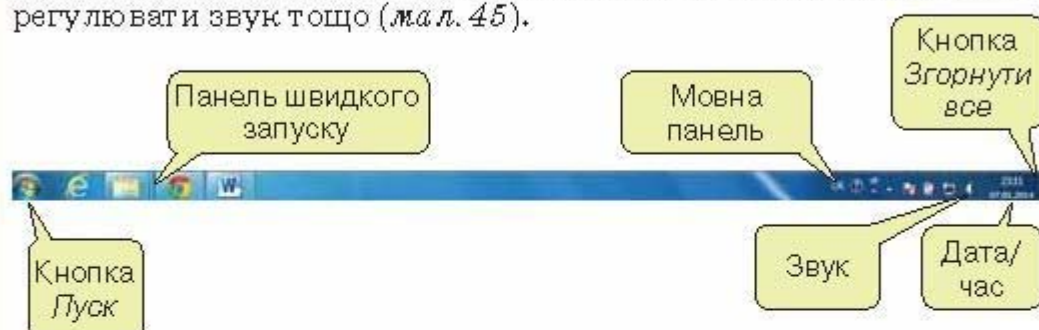 регулювати звук тощо (мал. 45).
Кнопка
Згорнути
все
Панель швидкого
запуску
Мовна
панель
Кнопка
Пуск
Звук
Дата/
час